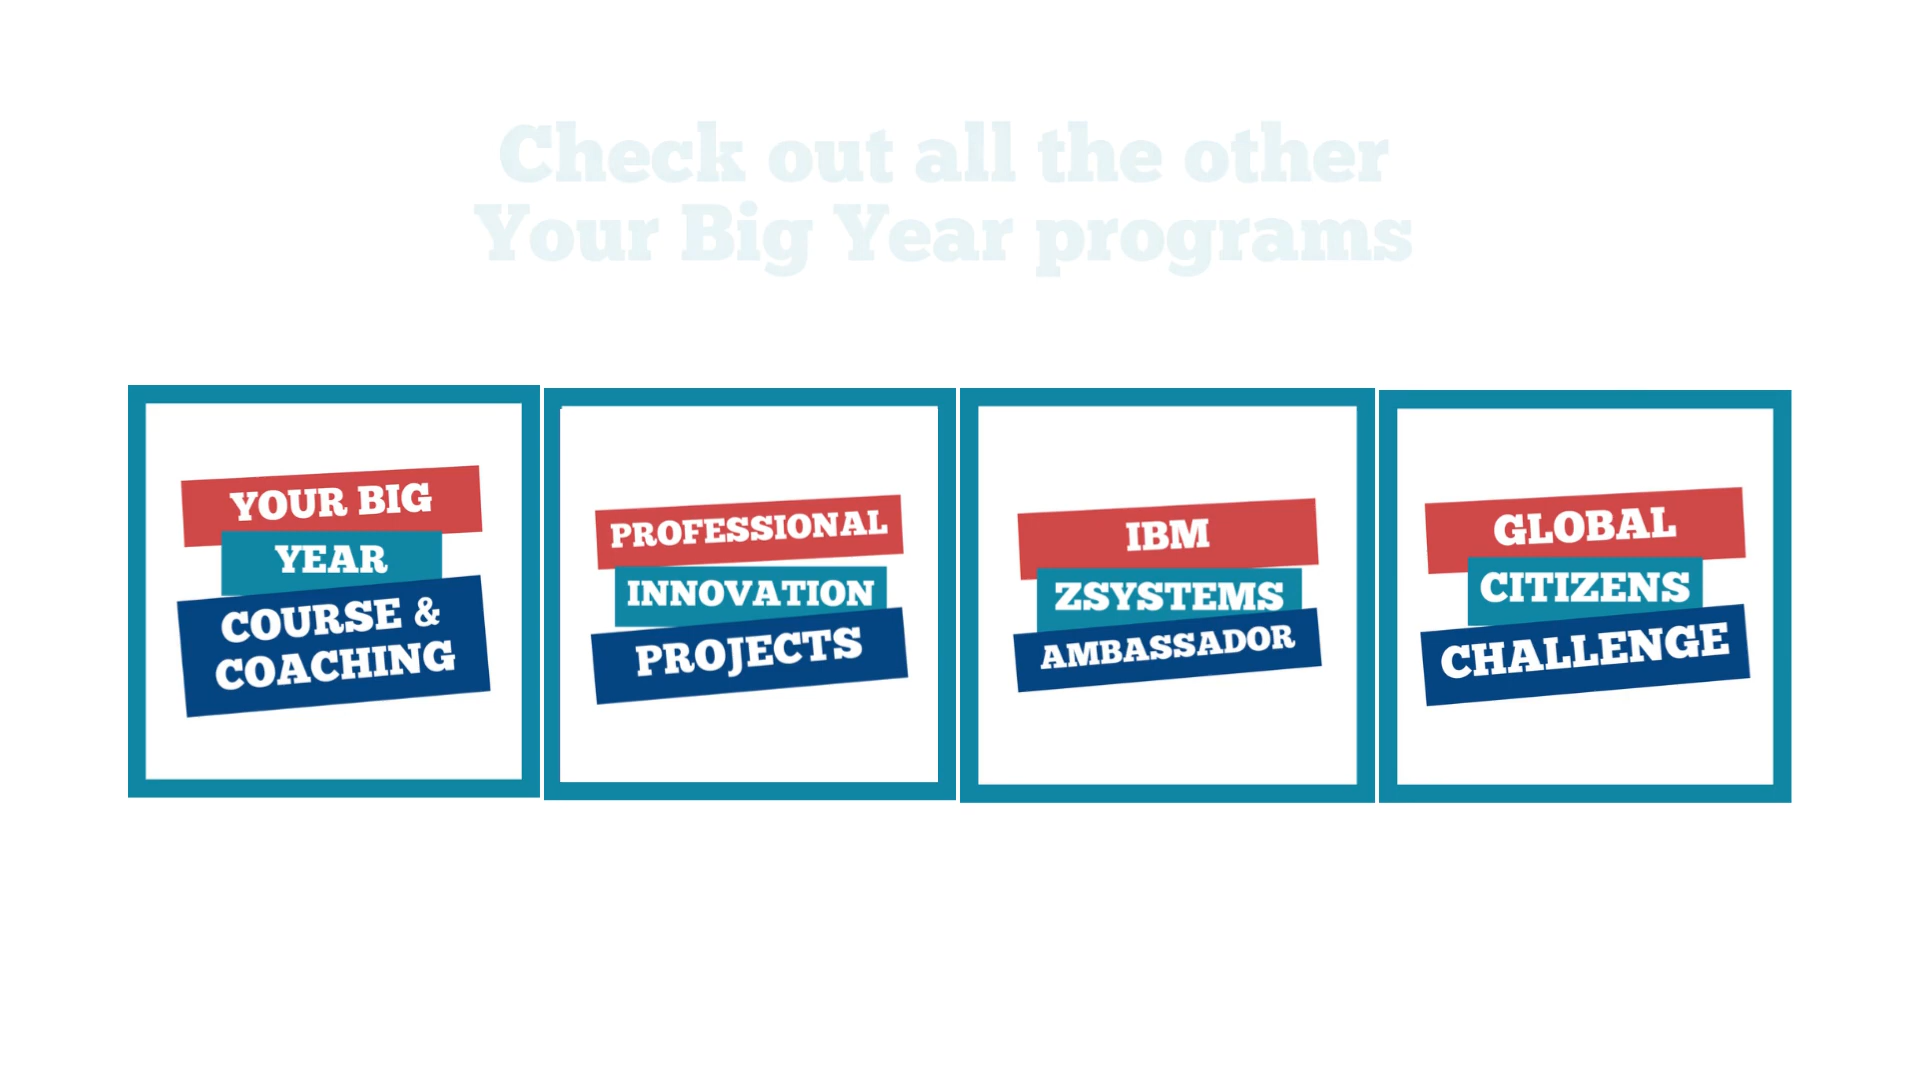 Check out all the other
Your Big Year programs
YOUR BIG
YEAR
COURSE &
COACHING
PROFESSIONAL
INNOVATION
PROJECTS
IBM
ZSYSTEMS
AMBASSADOR
GLOBAL
CITIZENS
CHALLENGE